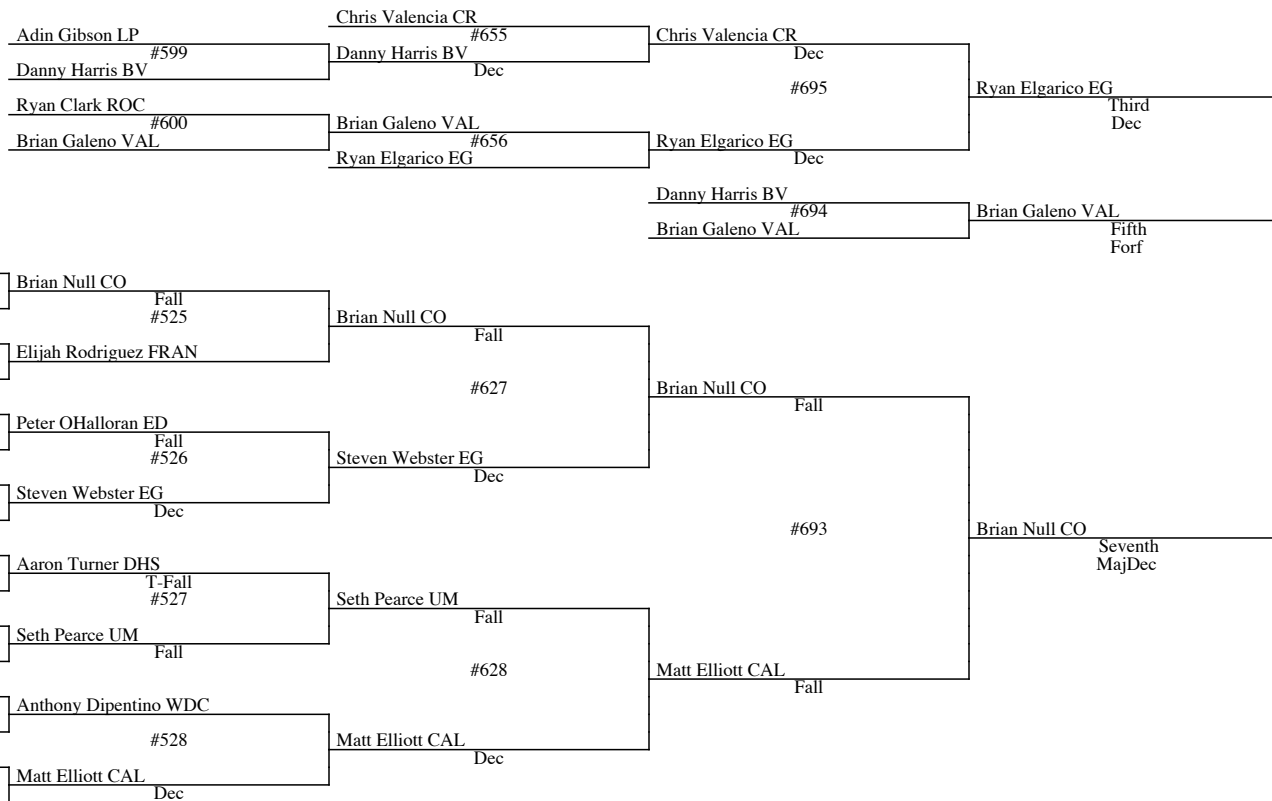 Chris Valencia CR
Adin Gibson LP
#655
Chris Valencia CR
#599
Danny Harris BV
Dec
Danny Harris BV
Dec
#695
Ryan Elgarico EG
Ryan Clark ROC
Third
#600
Brian Galeno VAL
Dec
Brian Galeno VAL
#656
Ryan Elgarico EG
Ryan Elgarico EG
Dec
Danny Harris BV
#694
Brian Galeno VAL
Brian Galeno VAL
Fifth
Forf
Brian Null CO
Fall
#525
Brian Null CO
Fall
Elijah Rodriguez FRAN
#627
Brian Null CO
Fall
Peter OHalloran ED
Fall
#526
Steven Webster EG
Dec
Steven Webster EG
Dec
#693
Brian Null CO
Seventh
MajDec
Aaron Turner DHS
T-Fall
#527
Seth Pearce UM
Fall
Seth Pearce UM
Fall
#628
Matt Elliott CAL
Fall
Anthony Dipentino WDC
#528
Matt Elliott CAL
Dec
Matt Elliott CAL
Dec